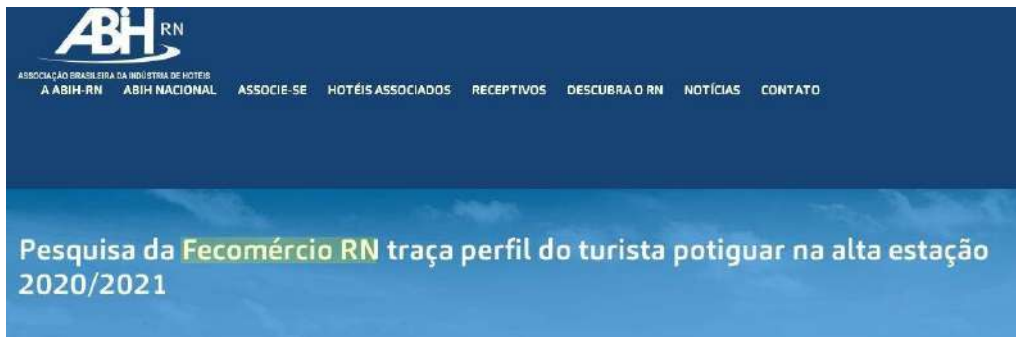 ABIH RN
ASSOCIAÇÃO BRASILEIRA DA INDÚSTRIA DE HOTÉIS
A ABIH-RN ABIH NACIONAL ASSOCIE-SE HOTÉIS ASSOCIADOS RECEPTIVOS DESCUBRA O RN NOTÍCIAS CONTATO
Pesquisa da Fecomércio RN traça perfil do turista potiguar na alta estação
2020/2021